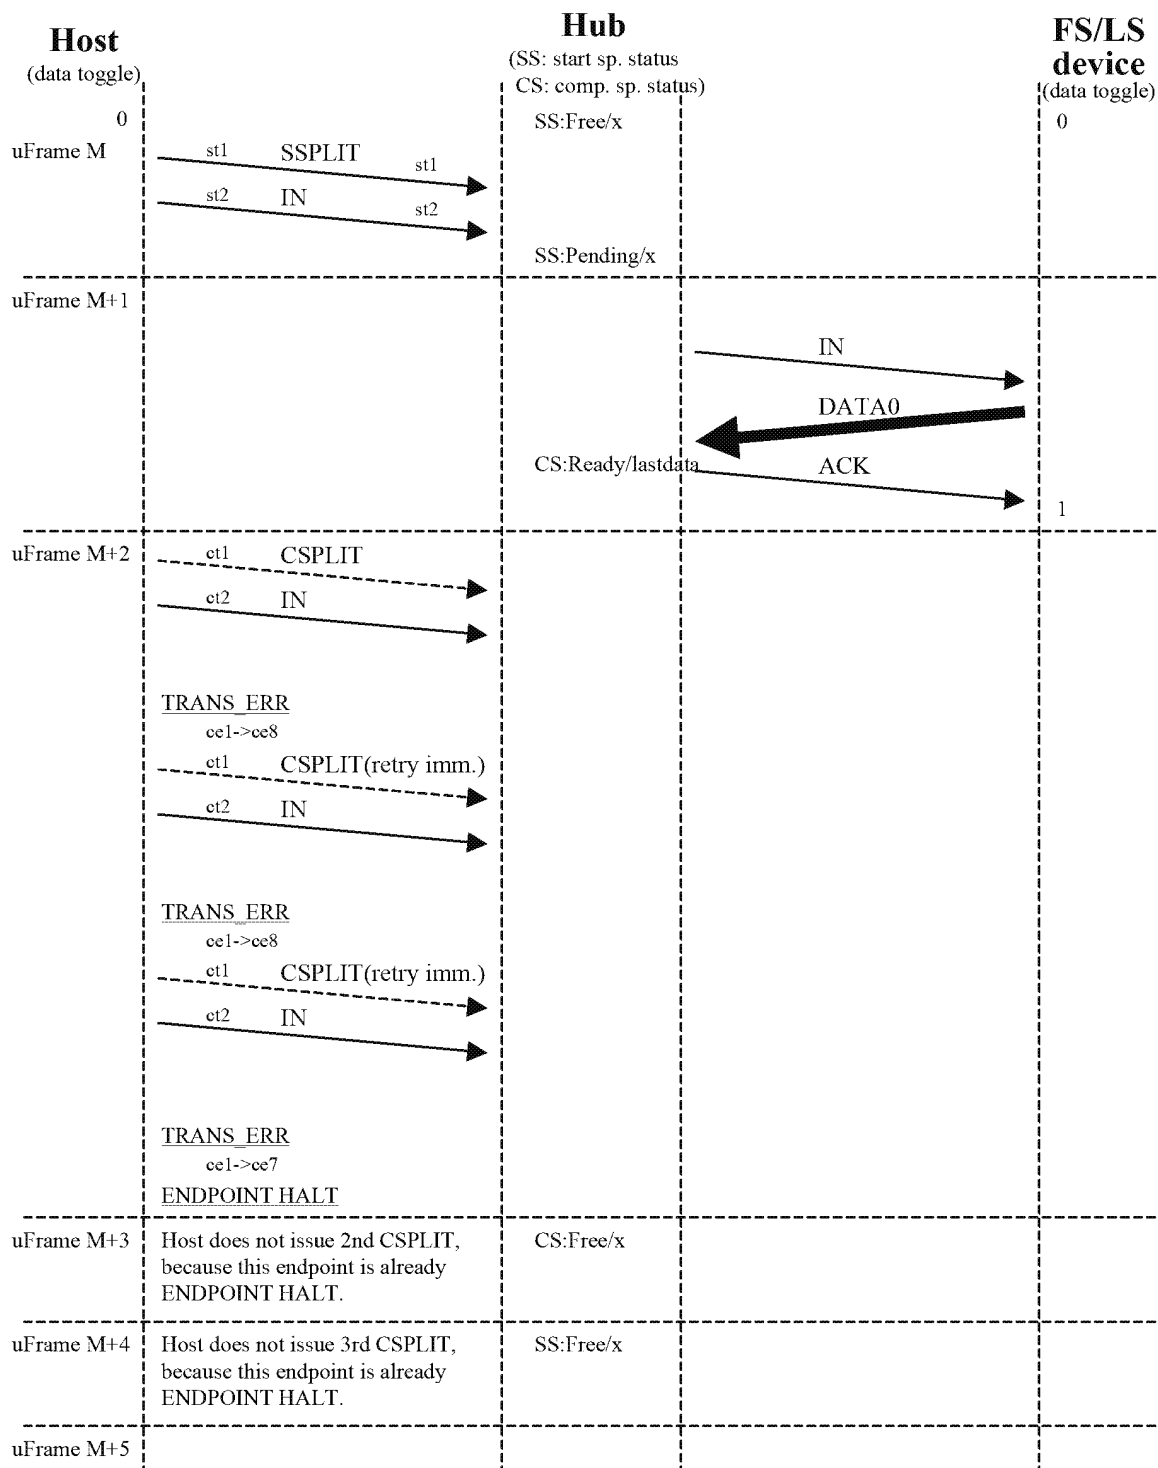 Host
(data toggle)
Hub
(SS: start sp. status
CS: comp. sp. status)
FS/LS
device
(data toggle)
0
SS:Free/x
0
uFrame M
st1 SSPLIT st1
st2 IN st2
SS:Pending/x
uFrame M+1
IN
DATA0
CS:Ready/lastdata
ACK
1
uFrame M+2
ct1 CSPLIT
ct2 IN
TRANS_ERR
ce1->ce8
ct1 CSPLIT(retry imm.)
ct2 IN
TRANS_ERR
ce1->ce8
ct1 CSPLIT(retry imm.)
ct2 IN
TRANS_ERR
ce1->ce7
ENDPOINT HALT
uFrame M+3
Host does not issue 2nd CSPLIT,
because this endpoint is already
ENDPOINT HALT.
CS:Free/x
uFrame M+4
Host does not issue 3rd CSPLIT,
because this endpoint is already
ENDPOINT HALT.
SS:Free/x
uFrame M+5